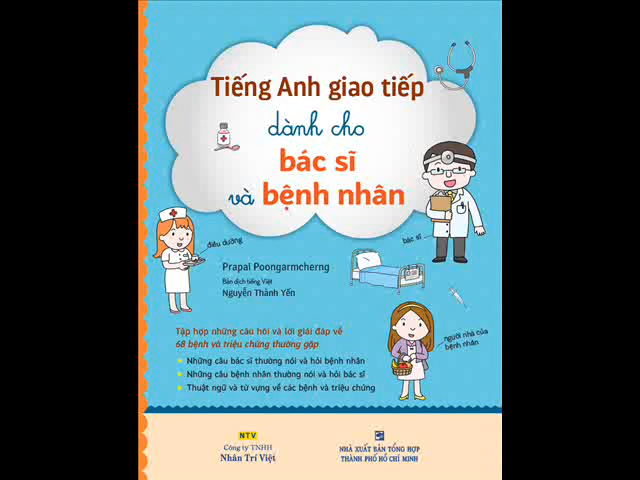 Tiếng Anh giao tiếp
dành cho
bác sĩ
và bệnh nhân
điều dưỡng
bác sĩ
Prapal Poongarmcherng
Bản dịch tiếng Việt
Nguyễn Thành Yến
người nhà của
bệnh nhân
Tập hợp những câu hỏi và lời giải đáp về
68 bệnh và triệu chứng thường gặp
Những câu bác sĩ thường nói và hỏi bệnh nhân
Những câu bệnh nhân thường nói và hỏi bác sĩ
Thuật ngữ và từ vựng về các bệnh và triệu chứng
NTV
Công ty TNHH
Nhân Trí Việt
NHÀ XUẤT BẢN TỔNG HỢP
THÀNH PHỐ HỒ CHÍ MINH